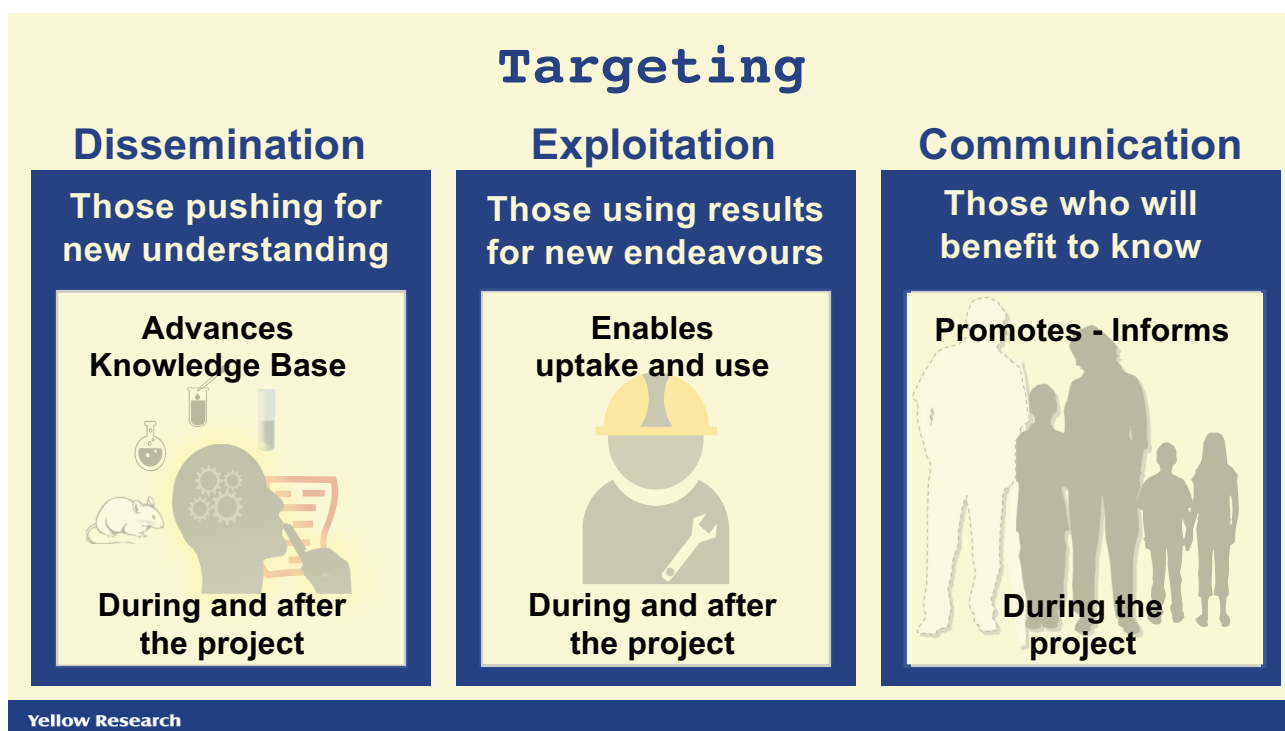 Targeting
Dissemination
Those pushing for
new understanding
Advances
Knowledge Base
During and after
the project
Exploitation
Those using results
for new endeavours
Enables
uptake and use
During and after
the project
Communication
Those who will
benefit to know
Promotes - Informs
During the
project
Yellow Research